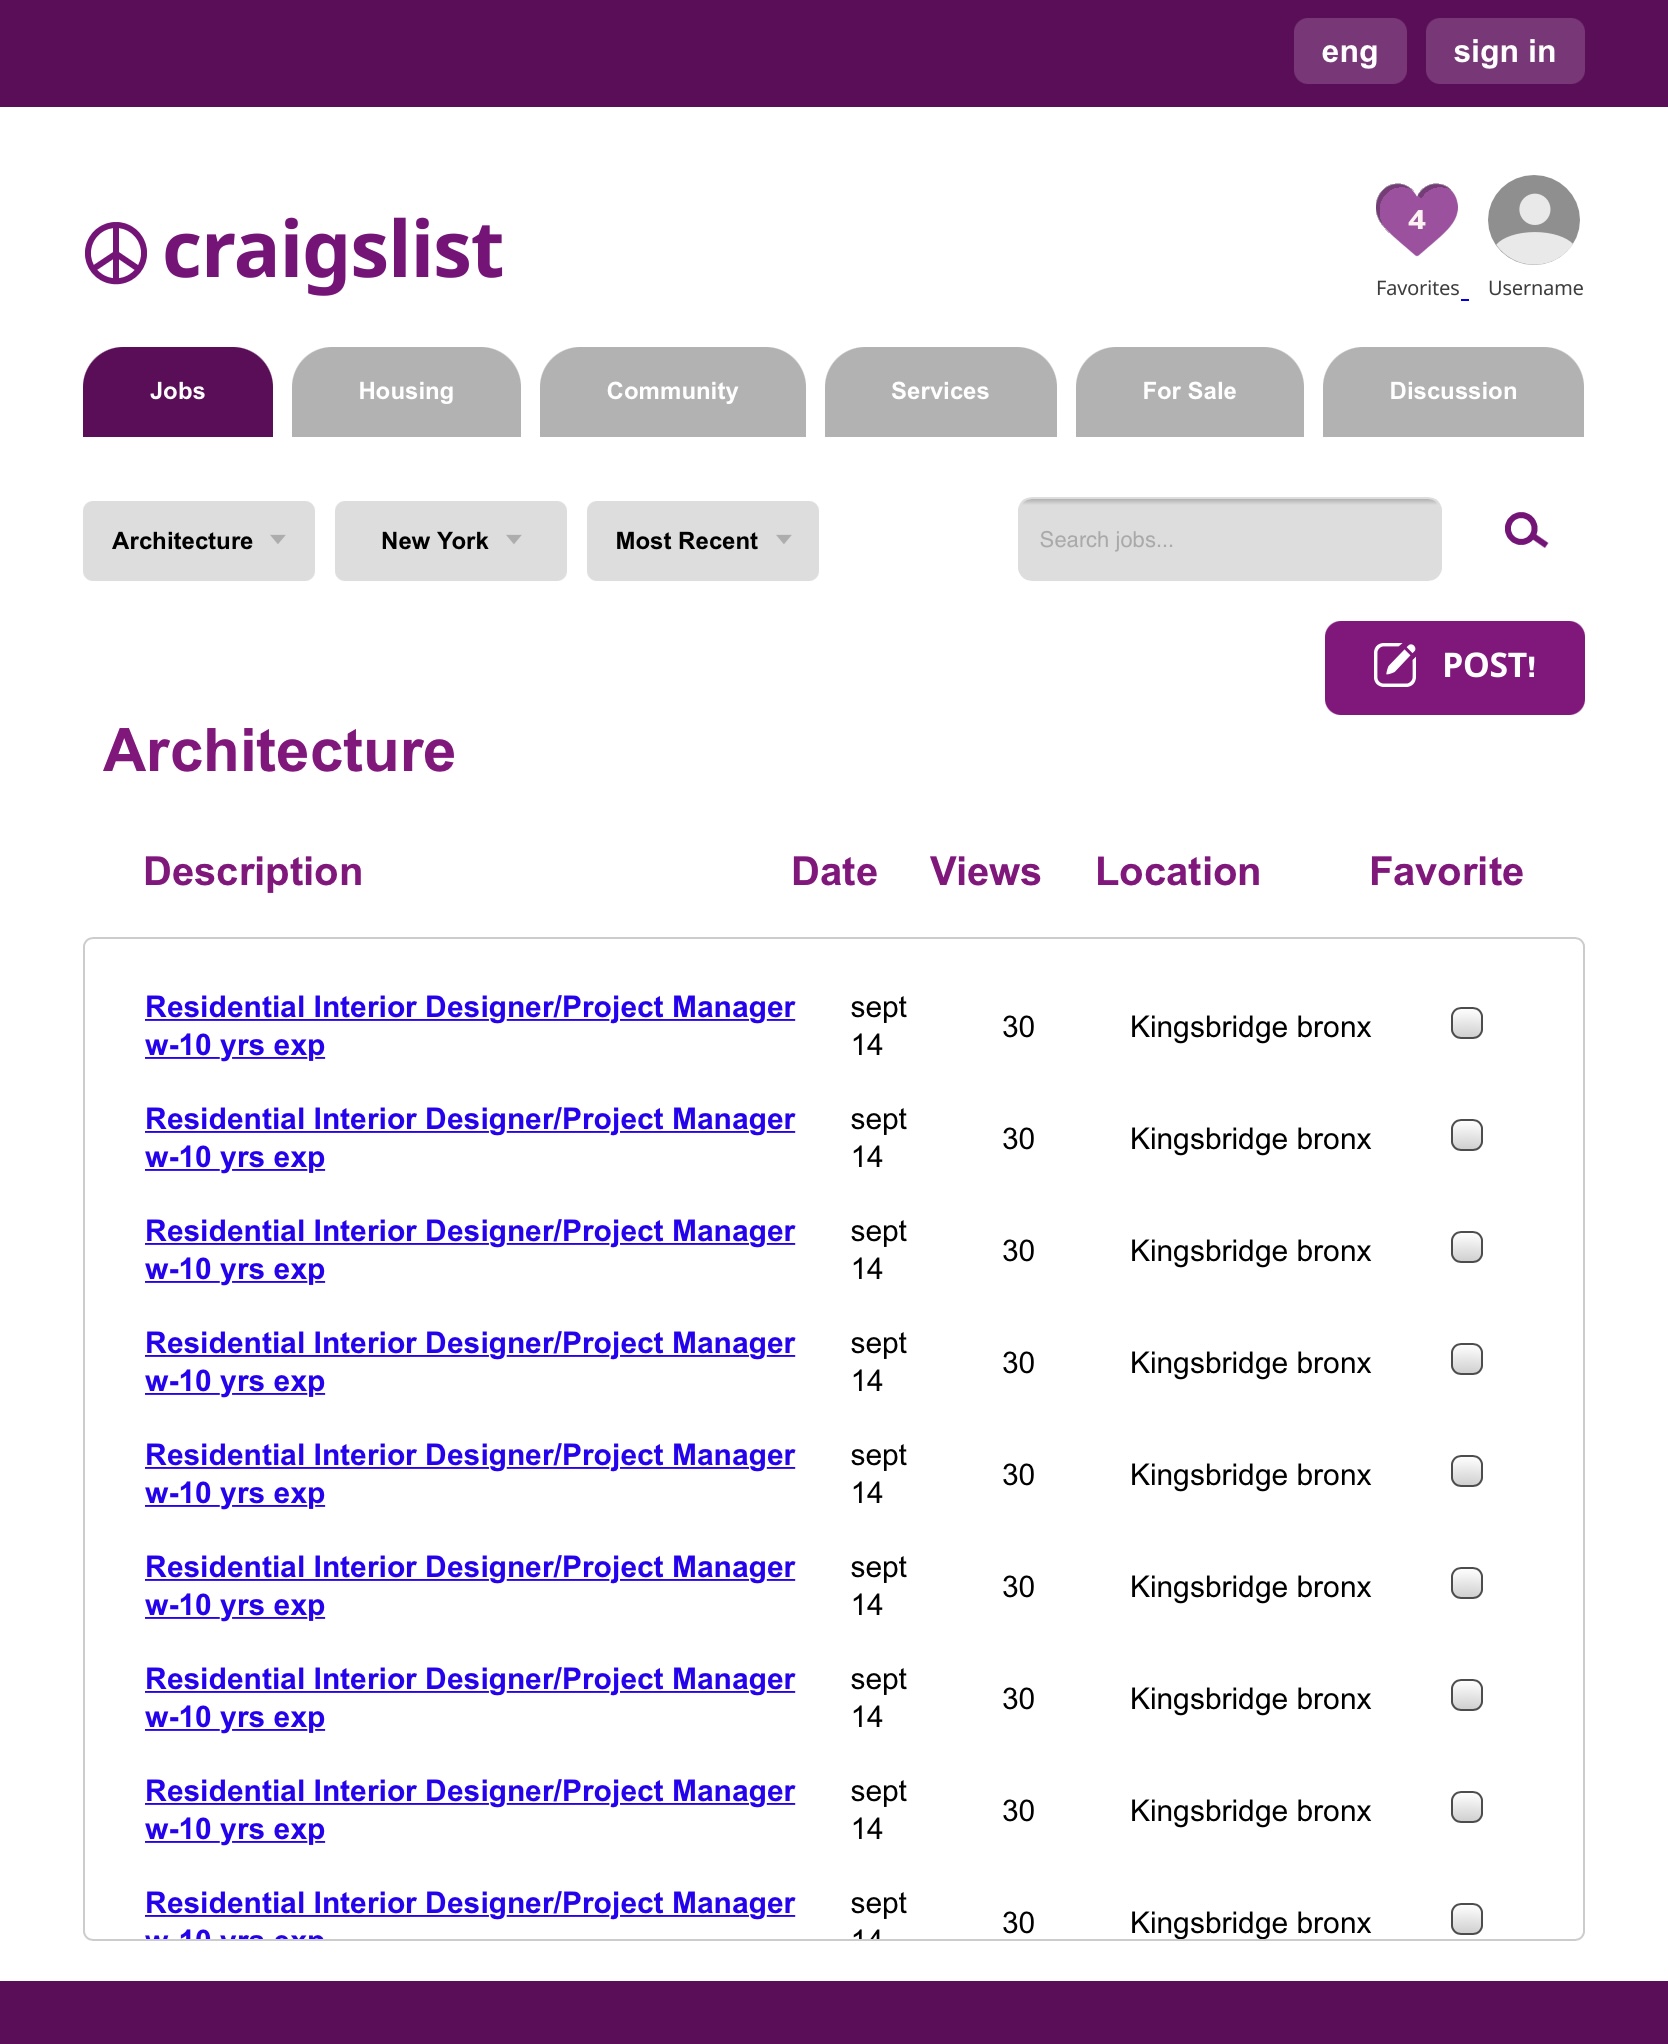 eng sign in
craigslist
4
Favorites Username
Jobs Housing Community Services For Sale Discussion
Architecture New York Most Recent Search jobs...
POST!
Architecture
Description Date Views Location Favorite
Residential Interior Designer/Project Manager sept
w-10 yrs exp 14 30 Kingsbridge bronx
Residential Interior Designer/Project Manager sept
w-10 yrs exp 14 30 Kingsbridge bronx
Residential Interior Designer/Project Manager sept
w-10 yrs exp 14 30 Kingsbridge bronx
Residential Interior Designer/Project Manager sept
w-10 yrs exp 14 30 Kingsbridge bronx
Residential Interior Designer/Project Manager sept
w-10 yrs exp 14 30 Kingsbridge bronx
Residential Interior Designer/Project Manager sept
w-10 yrs exp 14 30 Kingsbridge bronx
Residential Interior Designer/Project Manager sept
w-10 yrs exp 14 30 Kingsbridge bronx
Residential Interior Designer/Project Manager sept
w-10 yrs exp 14 30 Kingsbridge bronx
Residential Interior Designer/Project Manager sept
w-10 yrs exp 14 30 Kingsbridge bronx